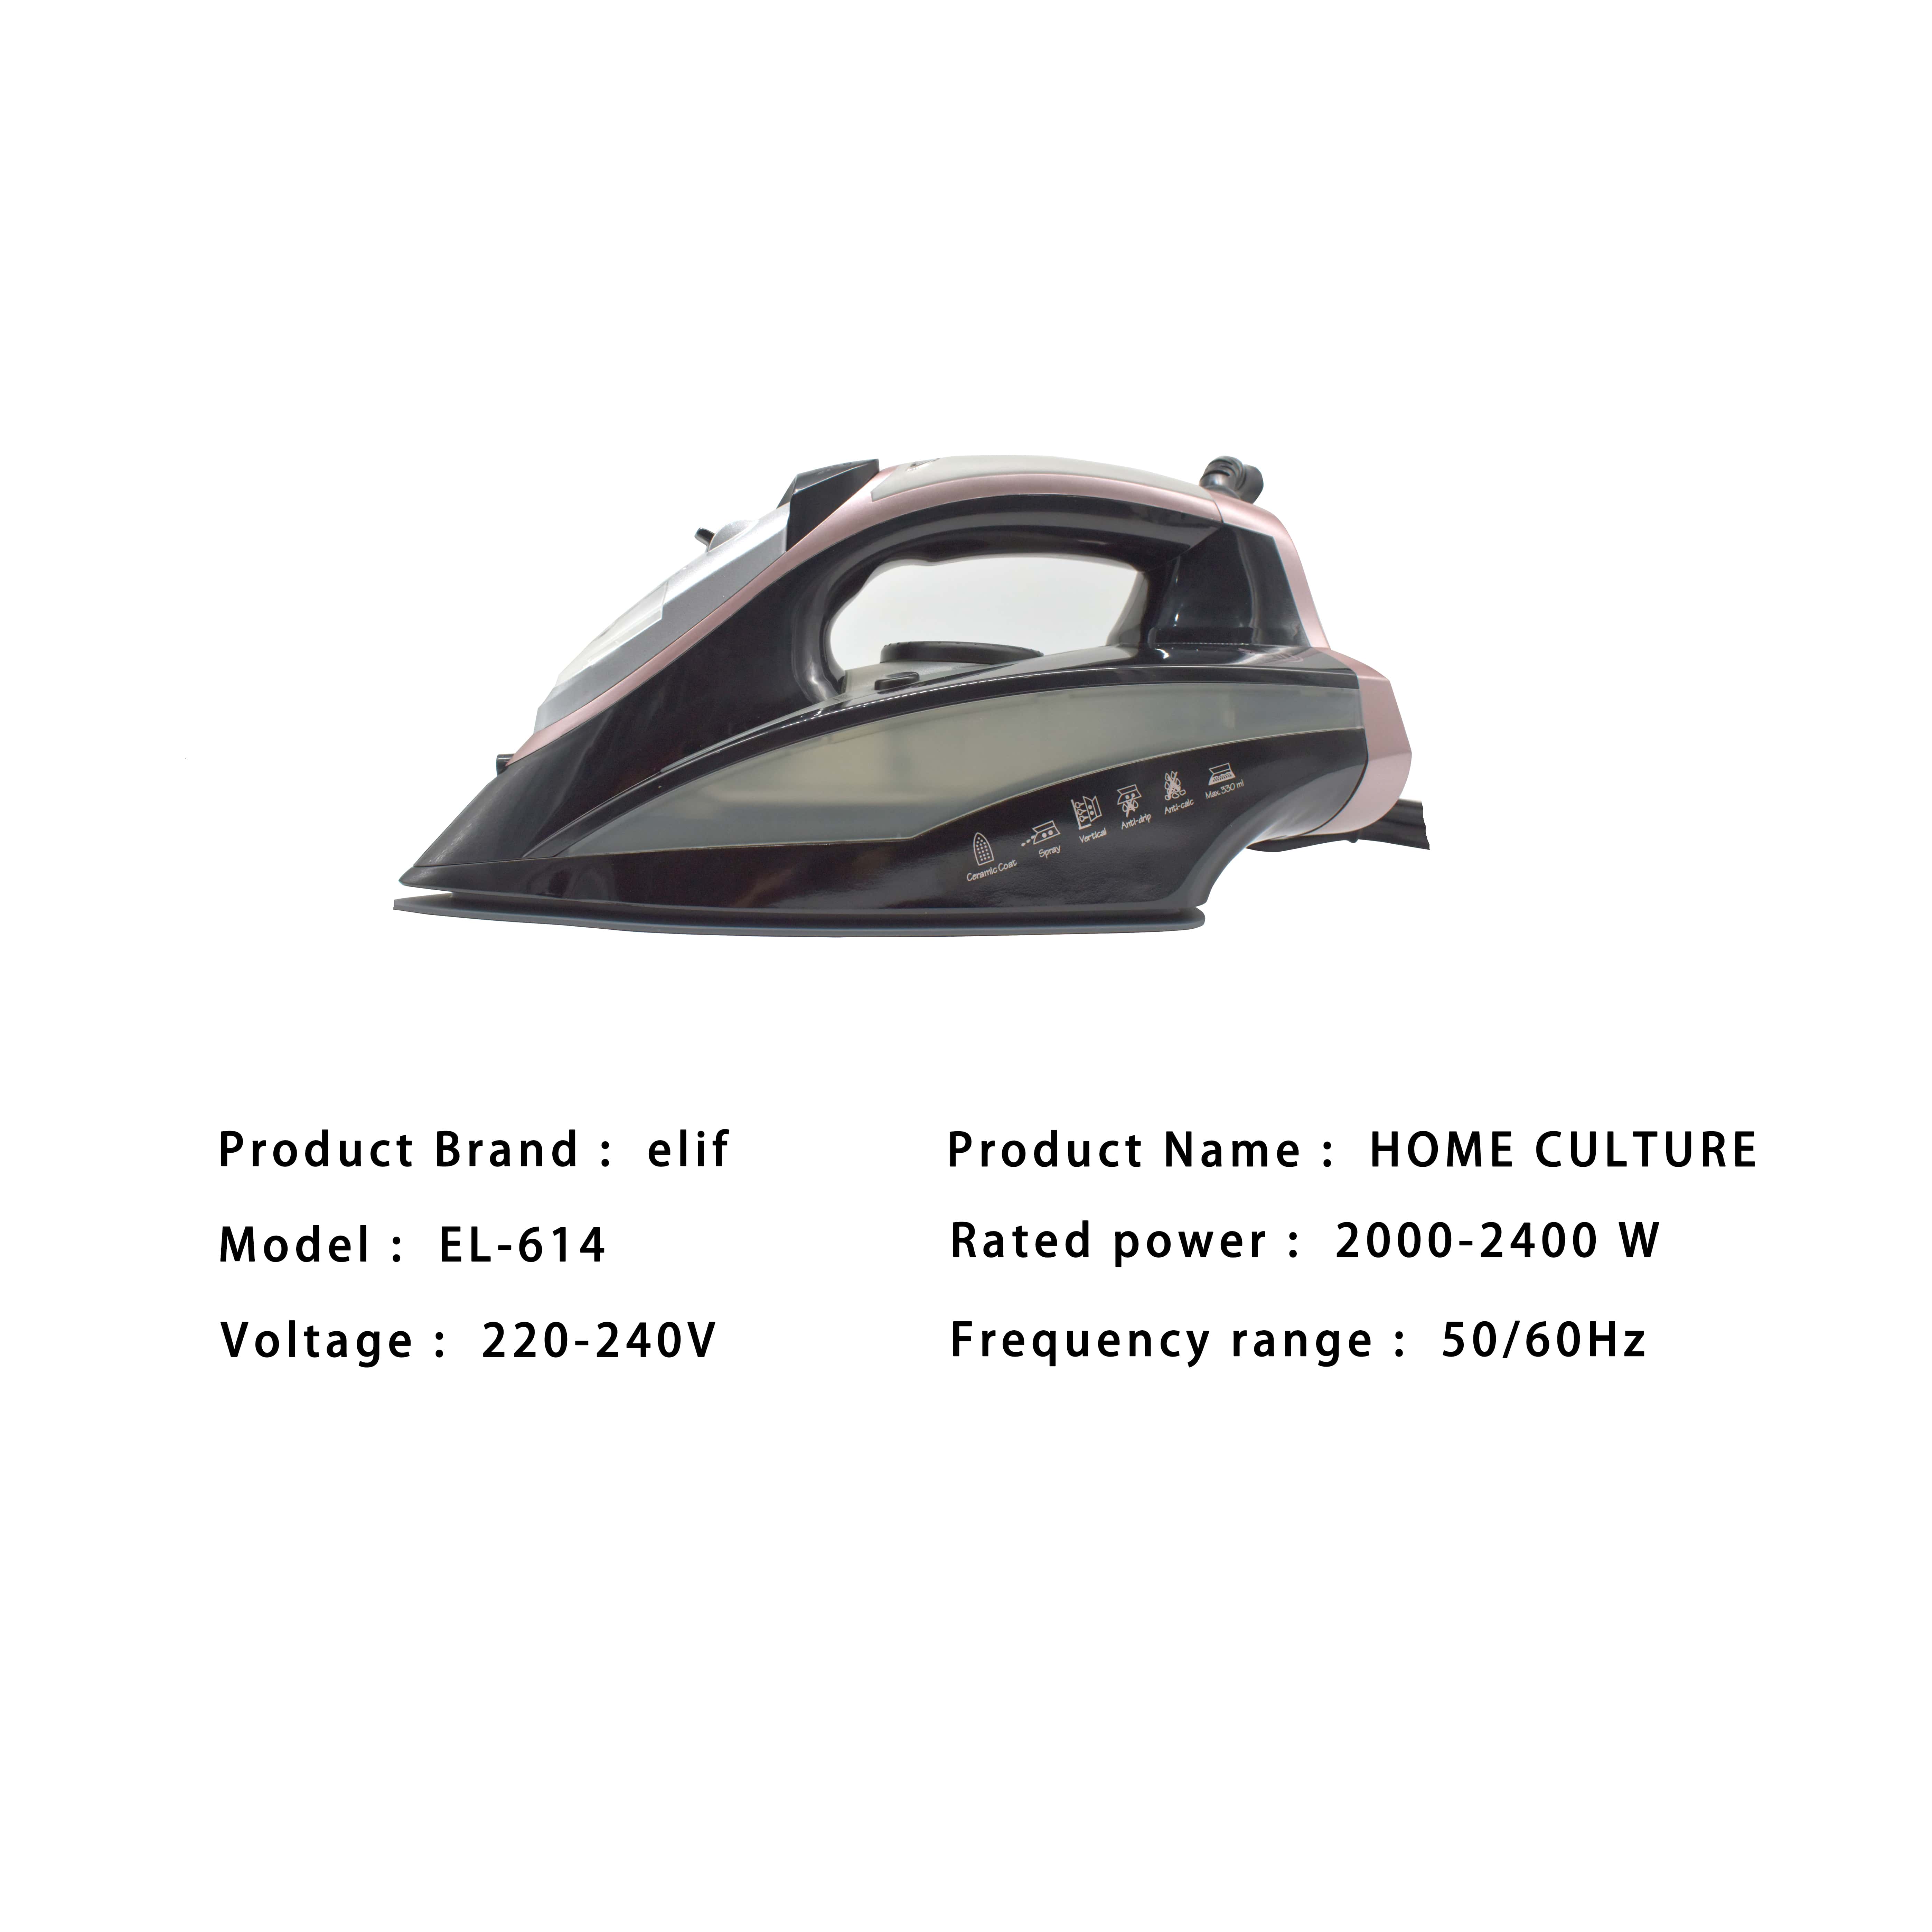 Ceramic Coat
Spray
Vertical
Anti-drip
Anti-calc
Max.330 ml
Product Brand : elif
Product Name : HOME CULTURE
Model : EL-614
Rated power : 2000-2400 W
Voltage : 220-240V
Frequency range : 50/60Hz